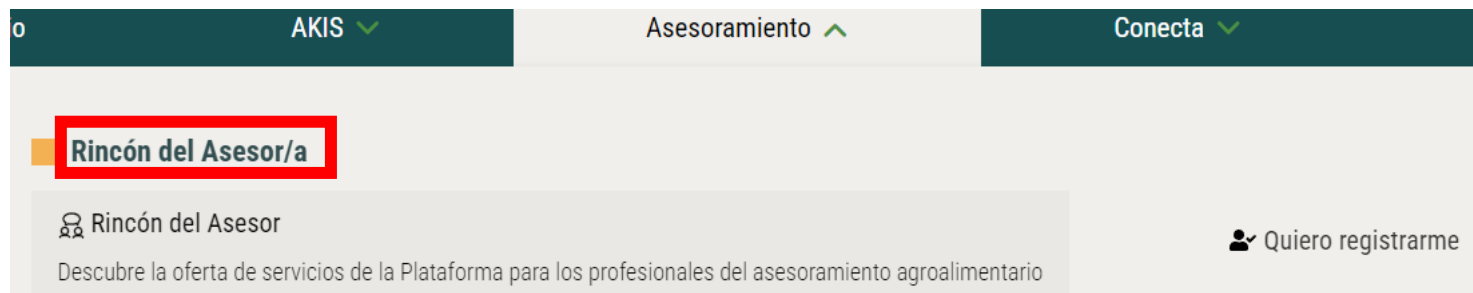 io AKIS Asesoramiento Conecta
Rincón del Asesor/a
Rincón del Asesor
Quiero registrarme
Descubre la oferta de servicios de la Plataforma para los profesionales del asesoramiento agroalimentario